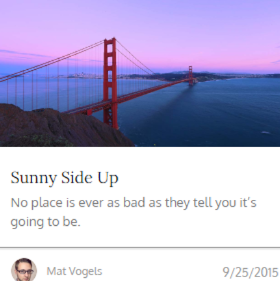 Sunny Side Up
No place is ever as bad as they tell you it's
going to be.
Mat Vogels
9/25/2015